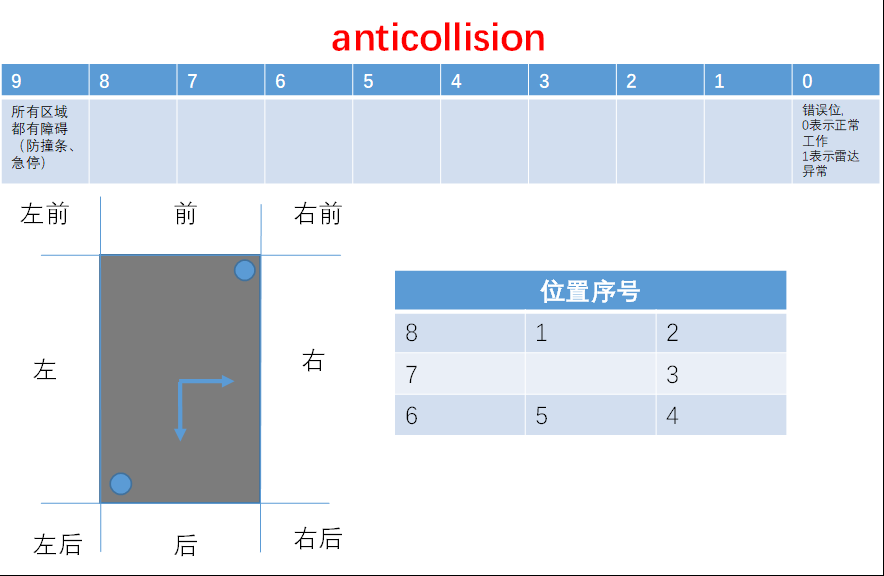 anticollision
9 8 7 6 5 4 3 2 1 0
所有区域
都有障碍
（防撞条、
急停）
错误位,
0表示正常
工作
1表示雷达
异常
左前 前 右前
左 右
左后 后 右后
位置序号
8 1 2
7 3
6 5 4